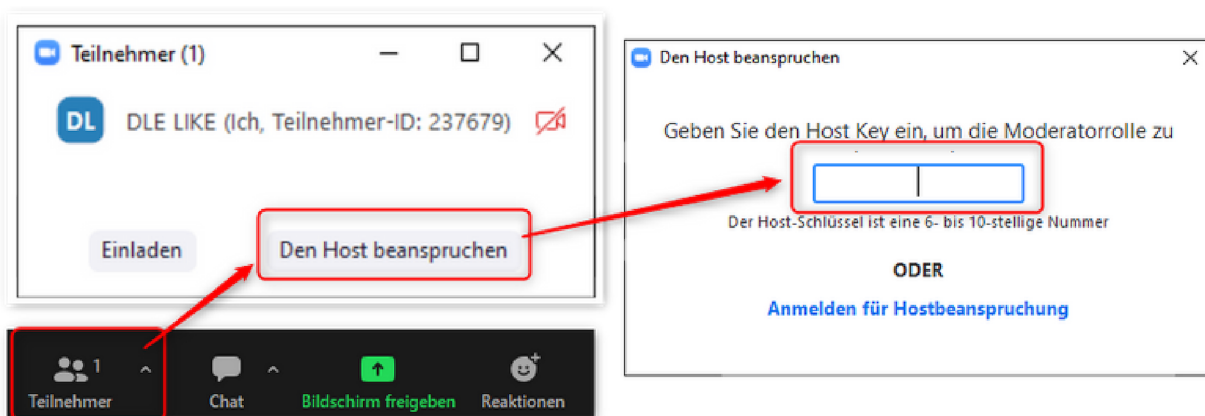 Teilnehmer (1)
DL
DLE LIKE (Ich, Teilnehmer-ID: 237679)
Einladen
Den Host beanspruchen
1
Teilnehmer
Chat
Bildschirm freigeben
Reaktionen
Den Host beanspruchen
Geben Sie den Host Key ein, um die Moderatorrolle zu
Der Host-Schlüssel ist eine 6- bis 10-stellige Nummer
ODER
Anmelden für Hostbeanspruchung